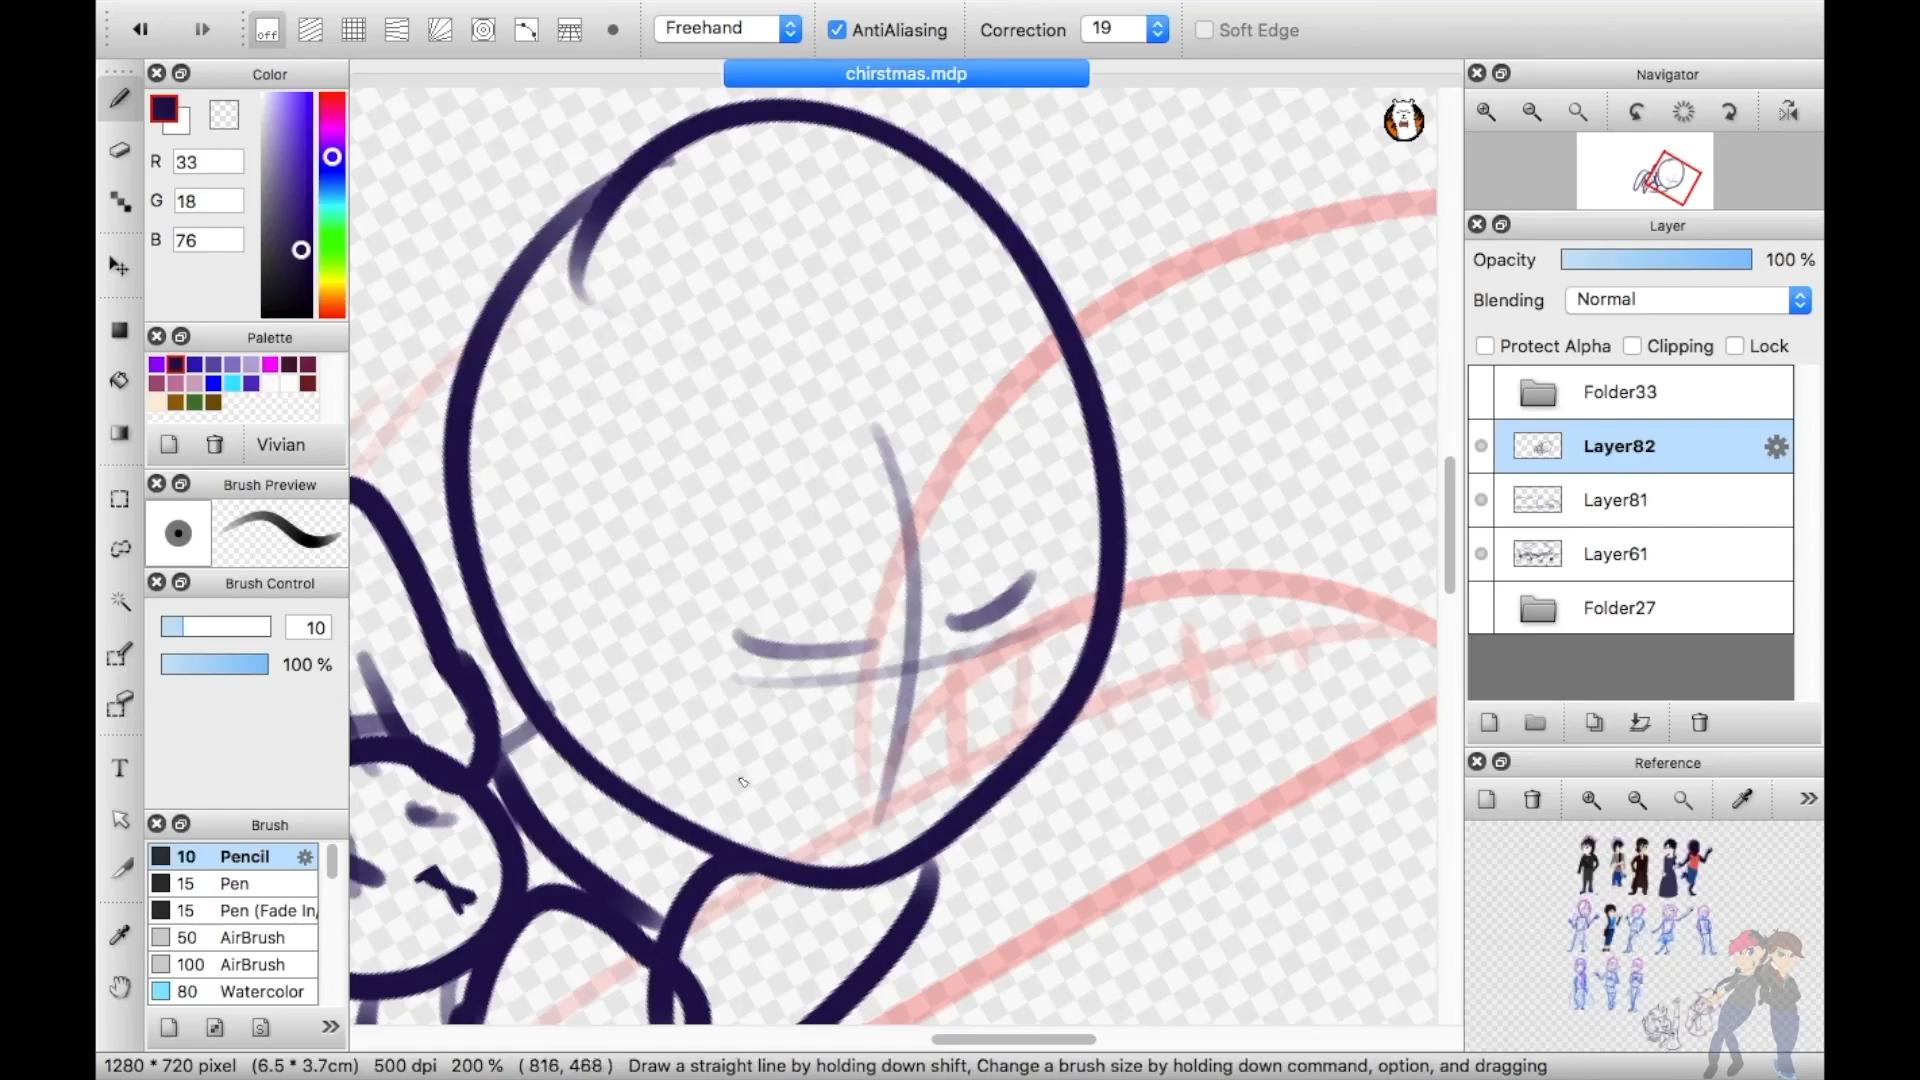 off
Freehand
AntiAliasing
Correction
19
Soft Edge
Color
chirstmas.mdp
Navigator
R
33
G
18
B
76
Layer
Opacity
100 %
Blending
Normal
Palette
Protect Alpha
Clipping
Lock
Folder33
Vivian
Layer82
Brush Preview
Layer81
Layer61
Brush Control
Folder27
10
100 %
T
Reference
Brush
10 Pencil
15 Pen
15 Pen (Fade In/
50 AirBrush
100 AirBrush
80 Watercolor
S
1280 * 720 pixel (6.5 * 3.7cm) 500 dpi 200 % ( 816, 468 ) Draw a straight line by holding down shift, Change a brush size by holding down command, option, and dragging